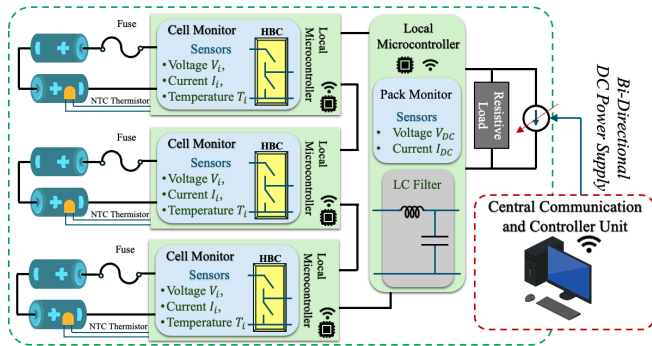 Fuse
Cell Monitor
HBC
Sensors
•Voltage Vi,
•Current Ii,
•Temperature Ti
Local
Microcontroller
NTC Thermistor
Fuse
Cell Monitor
HBC
Sensors
•Voltage Vi,
•Current Ii,
•Temperature Ti
Local
Microcontroller
NTC Thermistor
Fuse
Cell Monitor
HBC
Sensors
•Voltage Vi,
•Current Ii,
•Temperature Ti
Local
Microcontroller
NTC Thermistor
Local
Microcontroller
Pack Monitor
Sensors
• Voltage VDC
• Current IDC
LC Filter
Resistive
Load
Bi-Directional
DC Power Supply
Central Communication
and Controller Unit